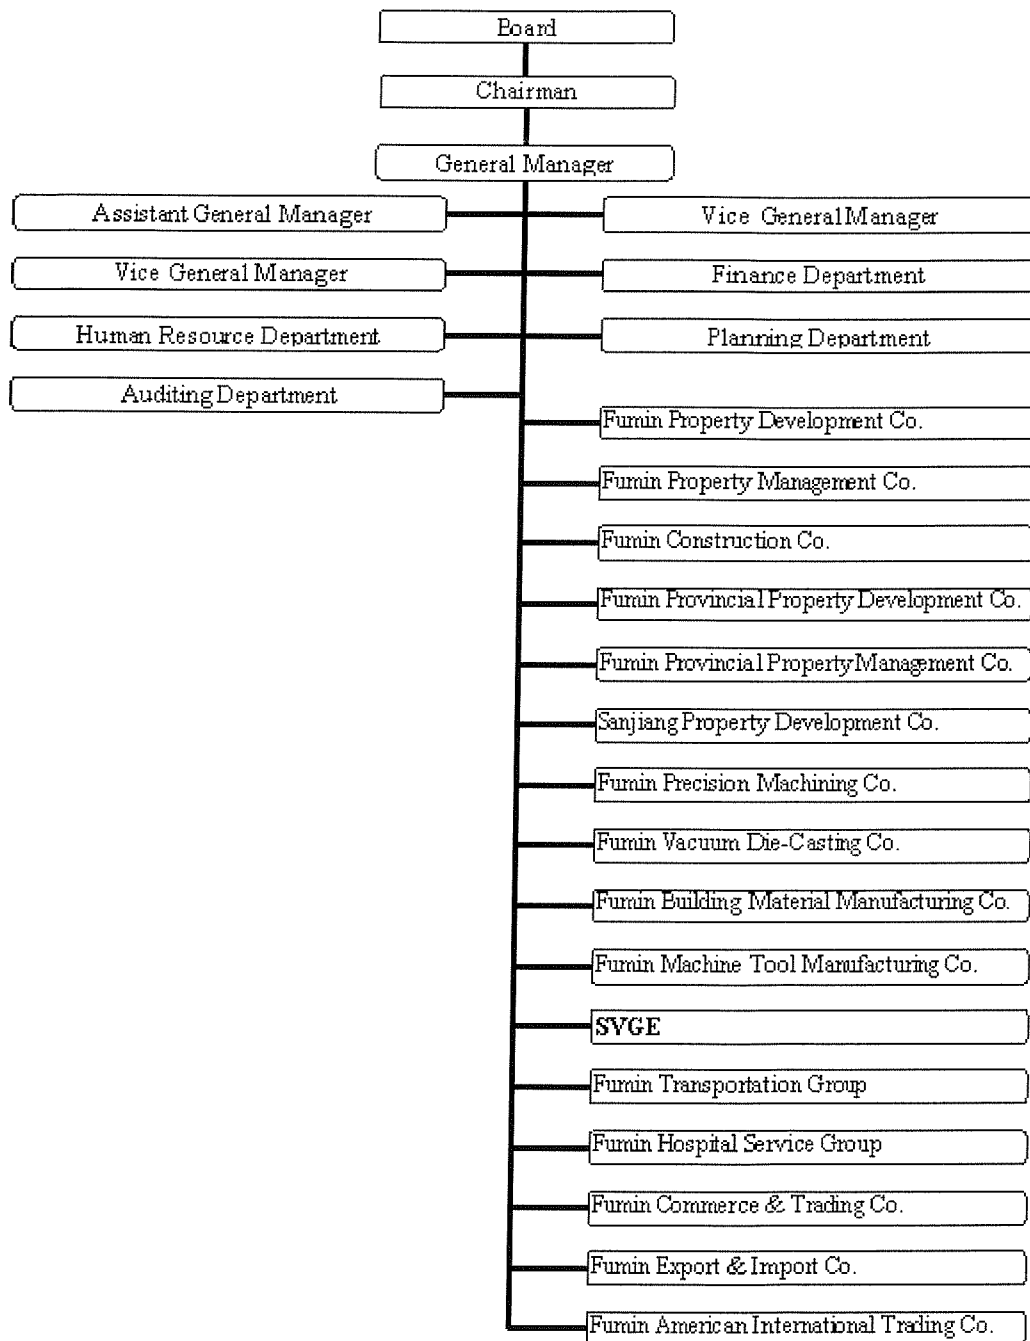 Board
Chairman
General Manager
Assistant General Manager
Vice General Manager
Vice General Manager
Finance Department
Human Resource Department
Planning Department
Auditing Department
Fumin Property Development Co.
Fumin Property Management Co.
Fumin Construction Co.
Fumin Provincial Property Development Co.
Fumin Provincial Property Management Co.
Sanjiang Property Development Co.
Fumin Precision Machining Co.
Fumin Vacuum Die-Casting Co.
Fumin Building Material Manufacturing Co.
Fumin Machine Tool Manufacturing Co.
SVGE
Fumin Transportation Group
Fumin Hospital Service Group
Fumin Commerce & Trading Co.
Fumin Export & Import Co.
Fumin American International Trading Co.